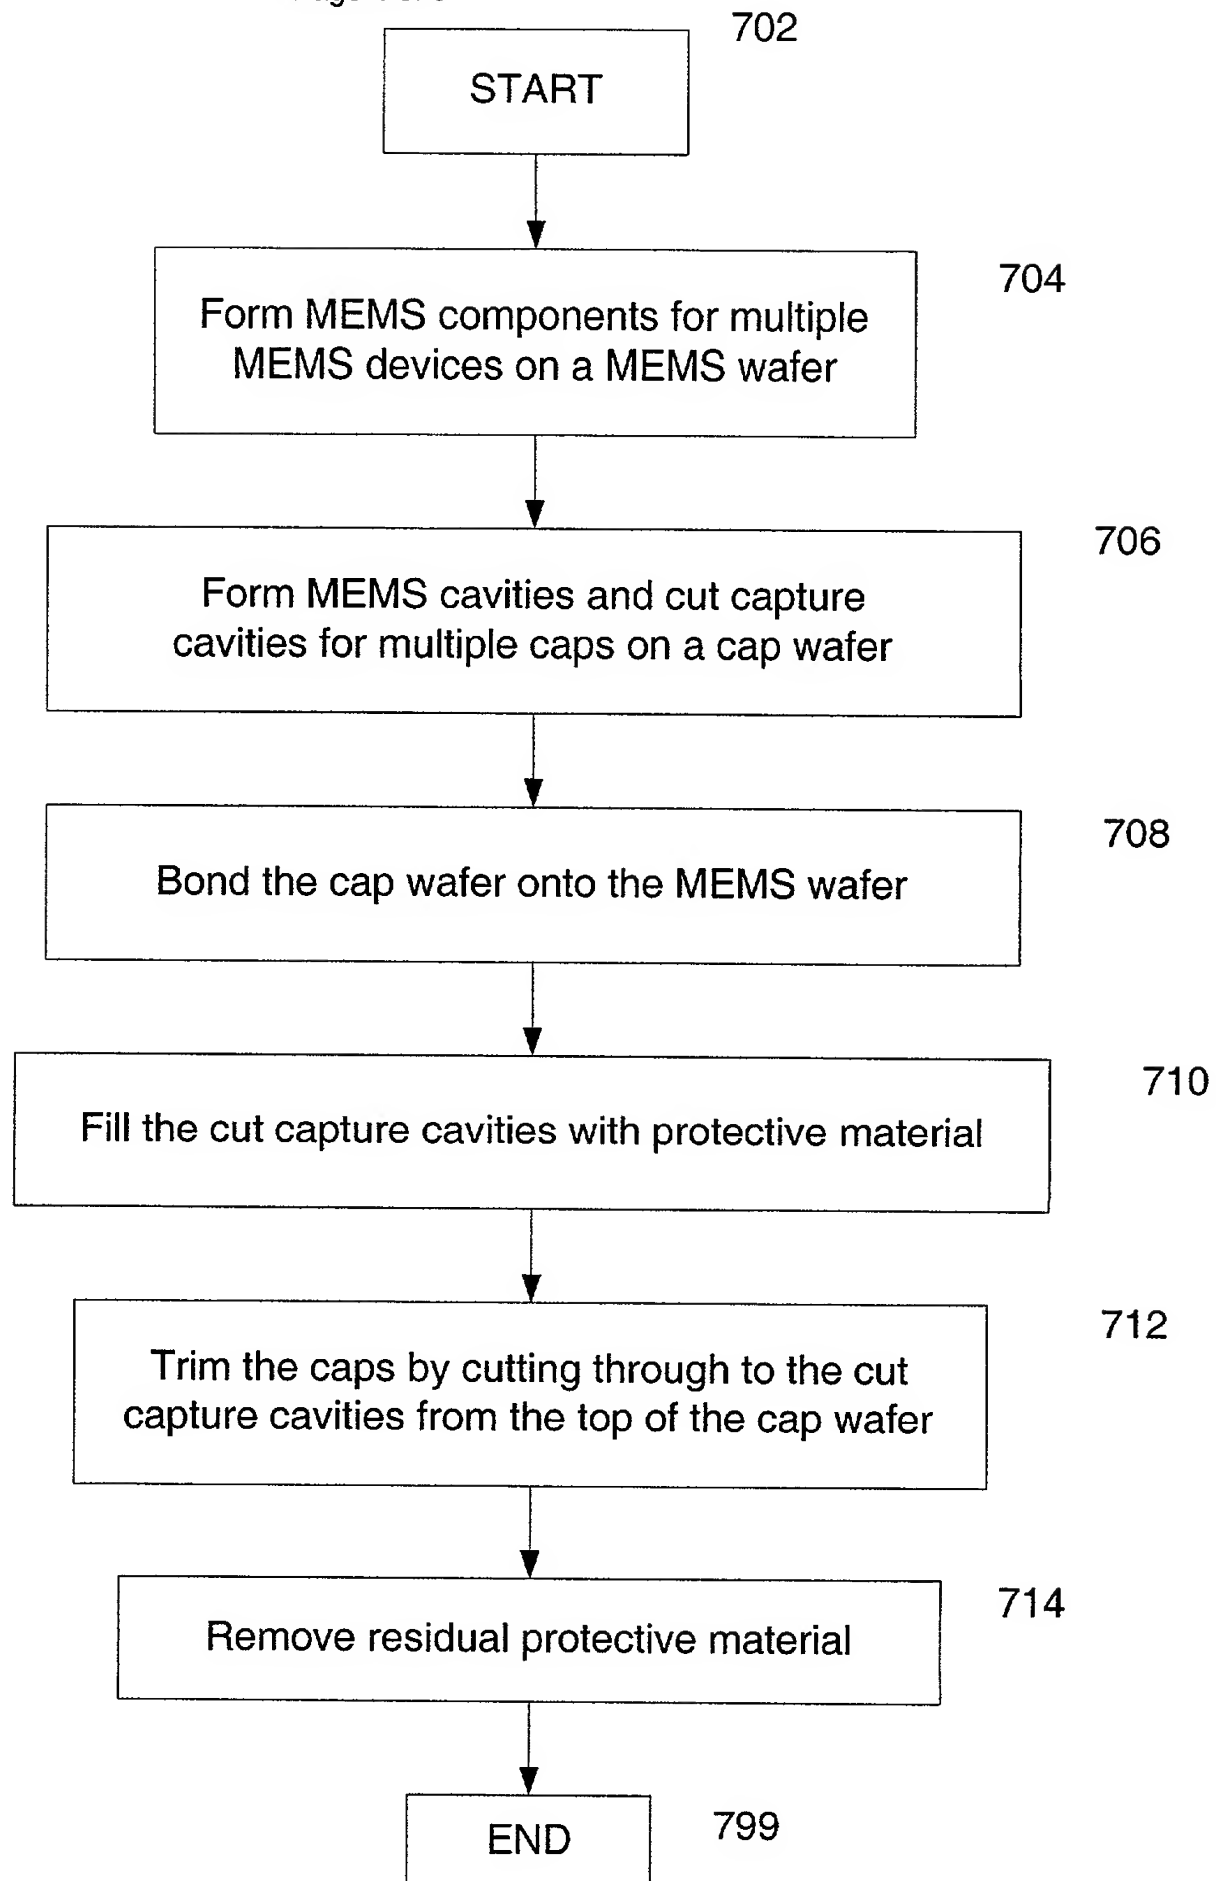 702
START
704
Form MEMS components for multiple
MEMS devices on a MEMS wafer
706
Form MEMS cavities and cut capture
cavities for multiple caps on a cap wafer
708
Bond the cap wafer onto the MEMS wafer
710
Fill the cut capture cavities with protective material
712
Trim the caps by cutting through to the cut
capture cavities from the top of the cap wafer
714
Remove residual protective material
799
END